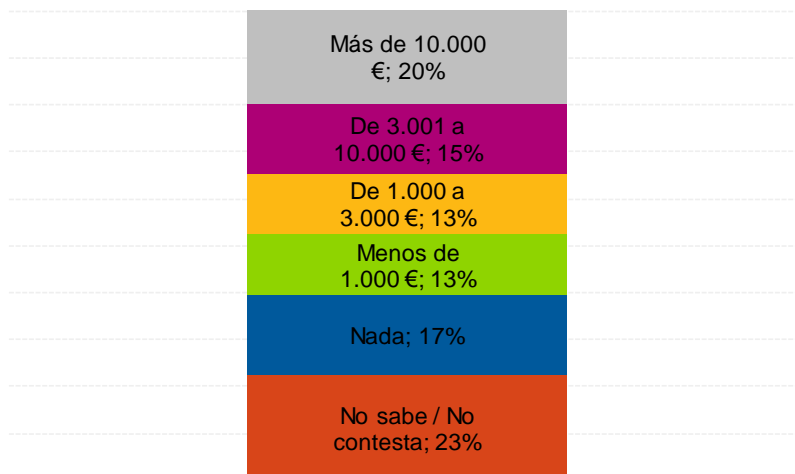 Más de 10.000
€; 20%
De 3.001 a
10.000 €; 15%
De 1.000 a
3.000 €; 13%
Menos de
1.000 €; 13%
Nada; 17%
No sabe / No
contesta; 23%